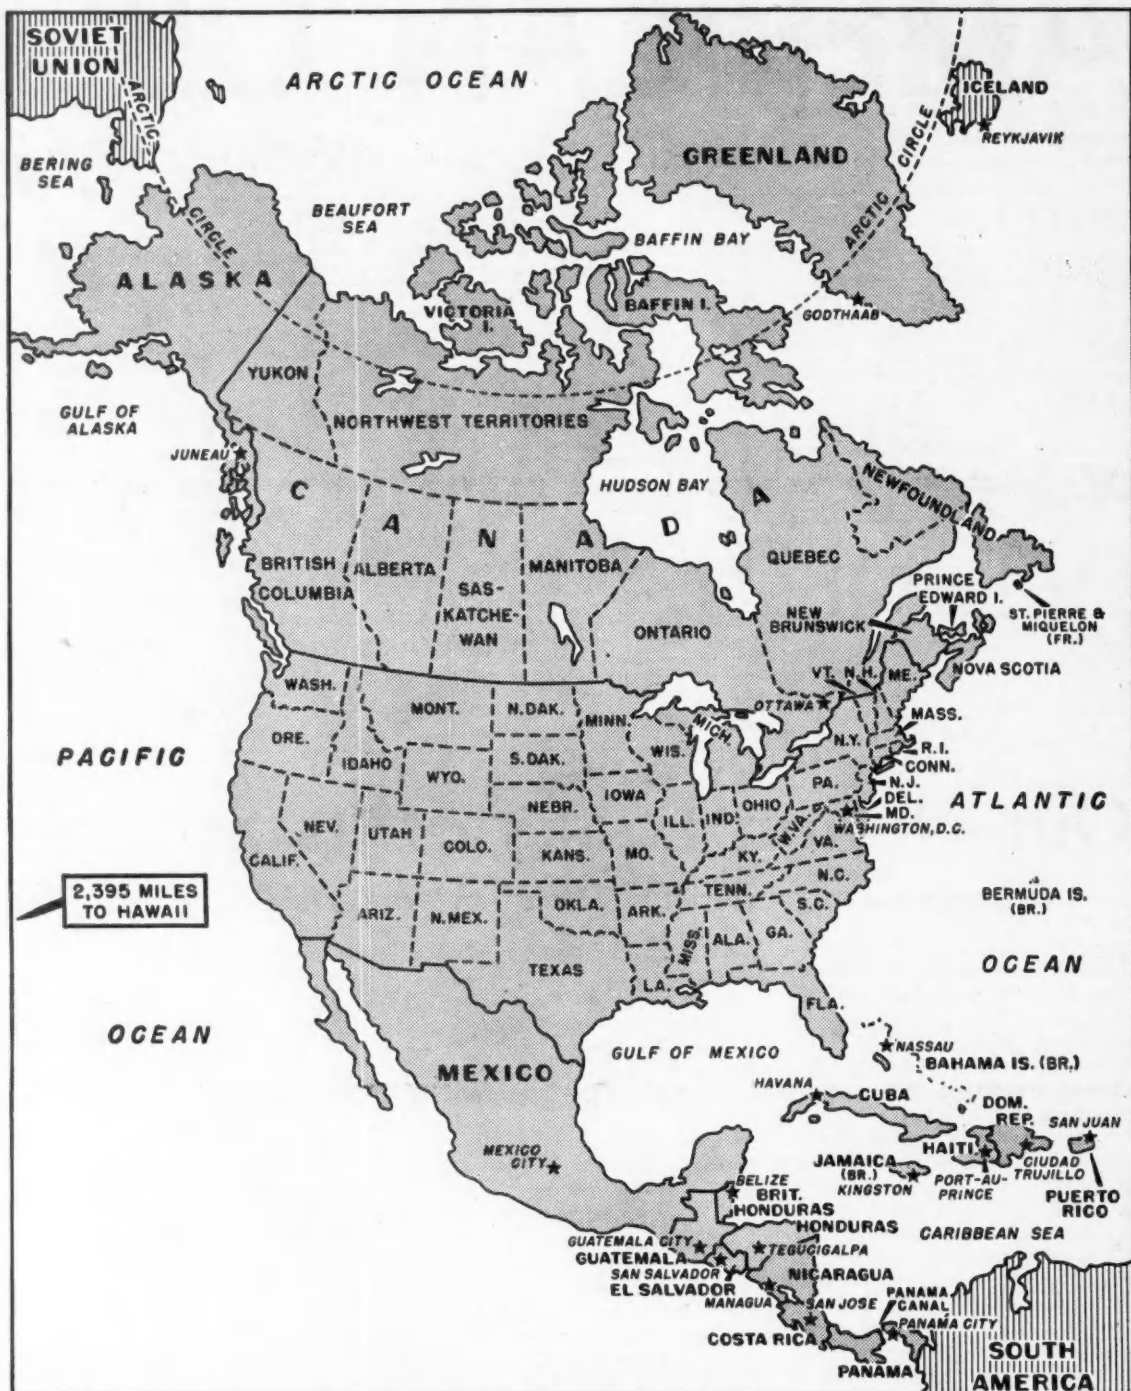 SOVIET
UNION
ARCTIC OCEAN
ICELAND
REYKJAVIK
ARCTIC
CIRCLE
BERING
SEA
GREENLAND
ARCTIC
CIRCLE
BEAUFORT
SEA
BAFFIN BAY
ALASKA
VICTORIA
I.
BAFFIN I.
GODTHAAB
YUKON
GULF OF
ALASKA
NORTHWEST TERRITORIES
JUNEAU
HUDSON BAY
NEWFOUNDLAND
CANADA
QUEBEC
BRITISH
COLUMBIA
ALBERTA
SAS-
KATCHE-
WAN
MANITOBA
ONTARIO
PRINCE
EDWARD I.
NEW
BRUNSWICK
ST. PIERRE &
MIQUELON
(FR.)
NOVA SCOTIA
VT.
N.H.
ME.
OTTAWA
WASH.
MONT.
N.DAK.
MINN.
MICH.
MASS.
ORE.
IDAHO
WYO.
S.DAK.
WIS.
N.Y.
R.I.
CONN.
PACIFIC
NEBR.
IOWA
PA.
N.J.
DEL.
MD.
WASHINGTON, D.C.
ATLANTIC
NEV.
UTAH
COLO.
KANS.
MO.
ILL.
IND.
OHIO
W.VA.
VA.
KY.
CALIF.
2,395 MILES
TO HAWAII
ARIZ.
N.MEX.
OKLA.
ARK.
TENN.
N.C.
S.C.
BERMUDA IS.
(BR.)
TEXAS
LA.
MISS.
ALA.
GA.
FLA.
OCEAN
OCEAN
GULF OF MEXICO
NASSAU
BAHAMA IS. (BR.)
MEXICO
HAVANA
CUBA
DOM.
REP.
SAN JUAN
MEXICO
CITY
HAITI
JAMAICA
(BR.)
KINGSTON
PORT-AU-
PRINCE
CIUDAD
TRUJILLO
PUERTO
RICO
BELIZE
BRIT.
HONDURAS
HONDURAS
CARIBBEAN SEA
GUATEMALA CITY
GUATEMALA
TEGUCIGALPA
SAN SALVADOR
EL SALVADOR
NICARAGUA
MANAGUA
SAN JOSE
PANAMA
CANAL
PANAMA CITY
COSTA RICA
PANAMA
SOUTH
AMERICA